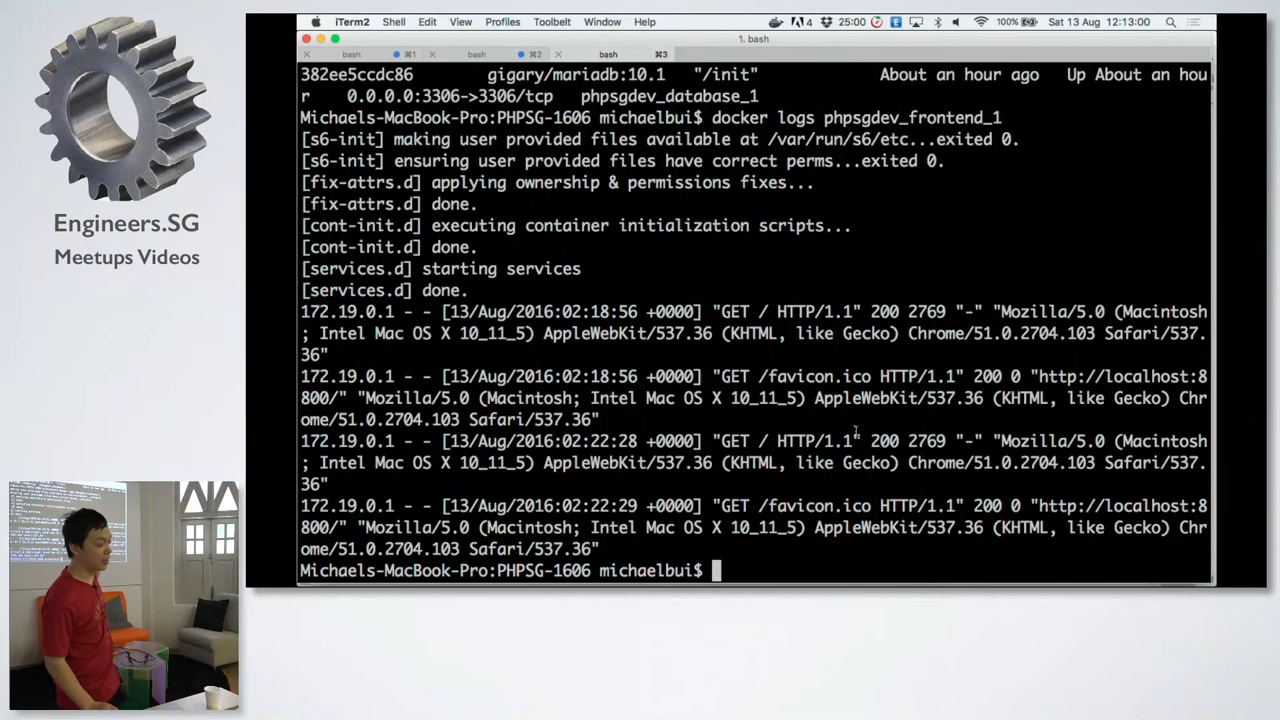 iTerm2 Shell Edit View Profiles Toolbelt Window Help 4 25:00 100% Sat 13 Aug 12:13:00
1. bash
bash ⌘1 bash ⌘2 bash ⌘3
382ee5ccdc86 gigary/mariadb:10.1 "/init" About an hour ago Up About an hou
r 0.0.0.0:3306->3306/tcp phpsgdev_database_1
Michaels-MacBook-Pro:PHPSG-1606 michaelbui$ docker logs phpsgdev_frontend_1
[s6-init] making user provided files available at /var/run/s6/etc...exited 0.
[s6-init] ensuring user provided files have correct perms...exited 0.
[fix-attrs.d] applying ownership & permissions fixes...
[fix-attrs.d] done.
[cont-init.d] executing container initialization scripts...
[cont-init.d] done.
[services.d] starting services
[services.d] done.
172.19.0.1 - - [13/Aug/2016:02:18:56 +0000] "GET / HTTP/1.1" 200 2769 "-" "Mozilla/5.0 (Macintosh
; Intel Mac OS X 10_11_5) AppleWebKit/537.36 (KHTML, like Gecko) Chrome/51.0.2704.103 Safari/537.
36"
172.19.0.1 - - [13/Aug/2016:02:18:56 +0000] "GET /favicon.ico HTTP/1.1" 200 0 "http://localhost:8
800/" "Mozilla/5.0 (Macintosh; Intel Mac OS X 10_11_5) AppleWebKit/537.36 (KHTML, like Gecko) Chr
ome/51.0.2704.103 Safari/537.36"
172.19.0.1 - - [13/Aug/2016:02:22:28 +0000] "GET / HTTP/1.1" 200 2769 "-" "Mozilla/5.0 (Macintosh
; Intel Mac OS X 10_11_5) AppleWebKit/537.36 (KHTML, like Gecko) Chrome/51.0.2704.103 Safari/537.
36"
172.19.0.1 - - [13/Aug/2016:02:22:29 +0000] "GET /favicon.ico HTTP/1.1" 200 0 "http://localhost:8
800/" "Mozilla/5.0 (Macintosh; Intel Mac OS X 10_11_5) AppleWebKit/537.36 (KHTML, like Gecko) Chr
ome/51.0.2704.103 Safari/537.36"
Michaels-MacBook-Pro:PHPSG-1606 michaelbui$
Engineers.SG
Meetups Videos